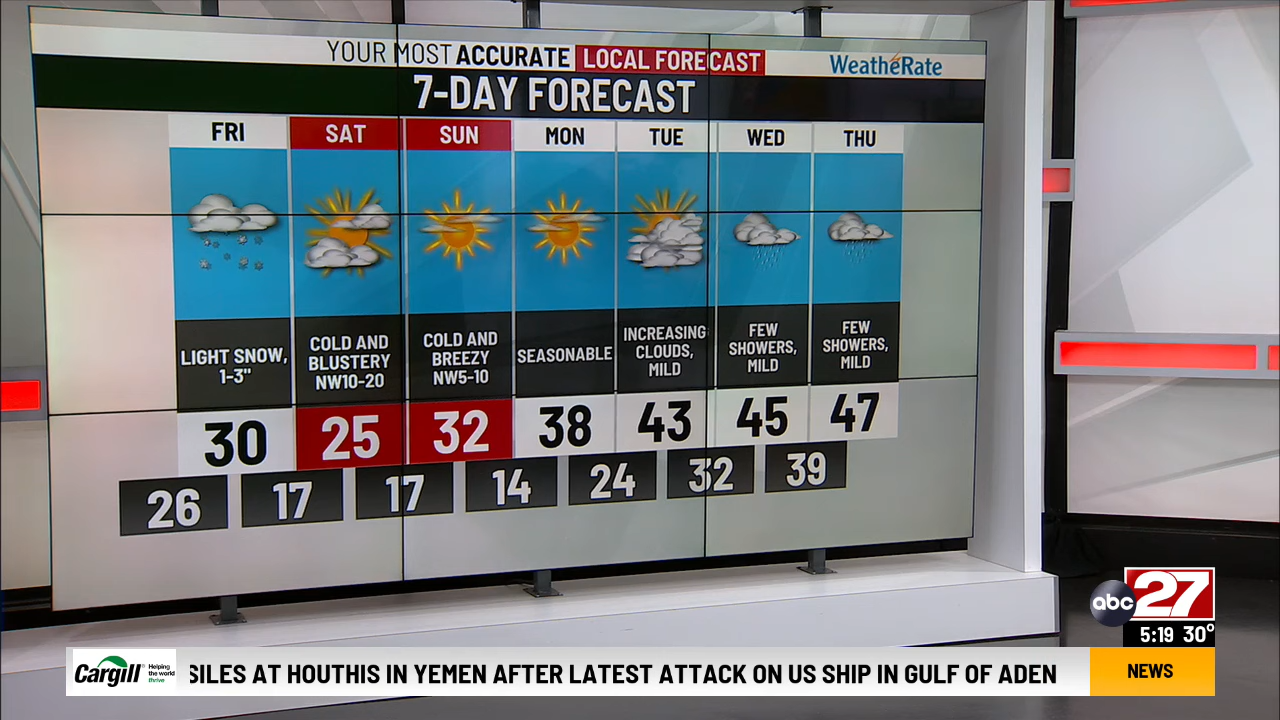 YOUR MOST ACCURATE LOCAL FORECAST
WeatheRate
7-DAY FORECAST
FRI SAT SUN MON TUE WED THU
LIGHT SNOW,
1-3"
COLD AND
BLUSTERY
NW10-20
COLD AND
BREEZY
NW5-10
SEASONABLE
INCREASING
CLOUDS,
MILD
FEW
SHOWERS,
MILD
FEW
SHOWERS,
MILD
30 25 32 38 43 45 47
26 17 17 14 24 32 39
abc 27
5:19 30°
Cargill® Helping
the world
thrive
SILES AT HOUTHIS IN YEMEN AFTER LATEST ATTACK ON US SHIP IN GULF OF ADEN
NEWS